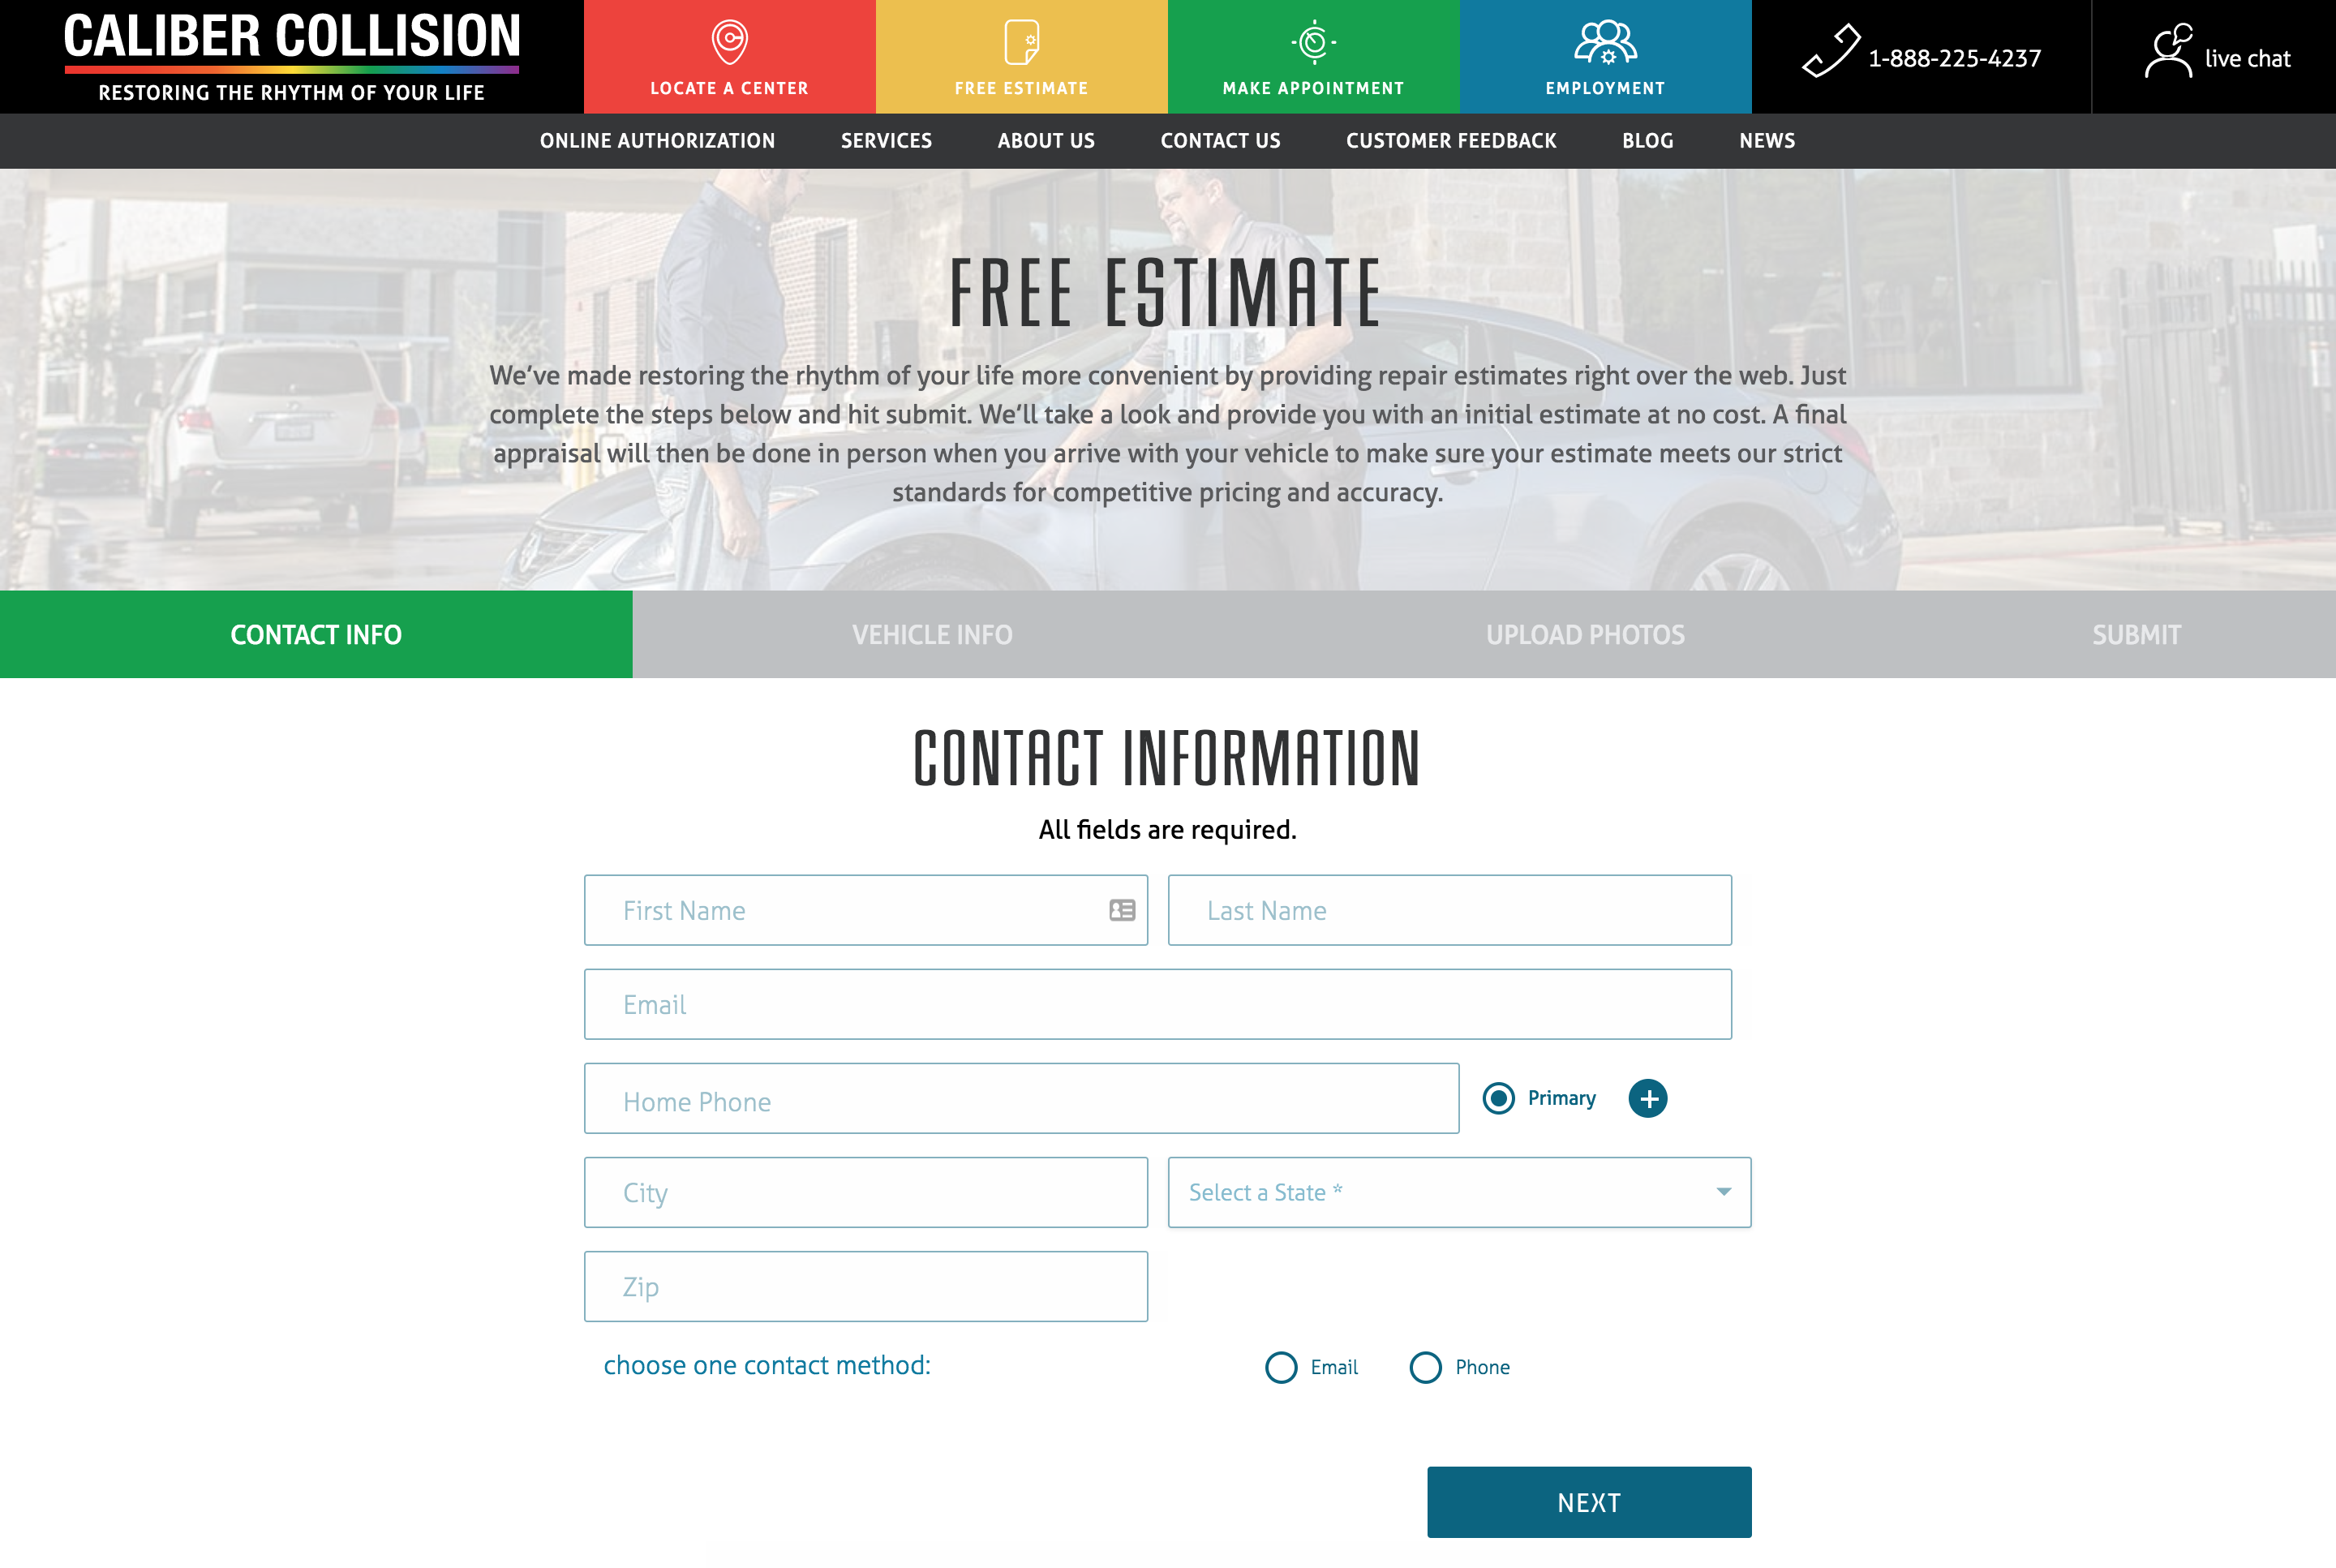 CALIBER COLLISION
RESTORING THE RHYTHM OF YOUR LIFE
LOCATE A CENTER
FREE ESTIMATE
MAKE APPOINTMENT
EMPLOYMENT
1-888-225-4237
live chat
ONLINE AUTHORIZATION SERVICES ABOUT US CONTACT US CUSTOMER FEEDBACK BLOG NEWS
FREE ESTIMATE
We’ve made restoring the rhythm of your life more convenient by providing repair estimates right over the web. Just
complete the steps below and hit submit. We’ll take a look and provide you with an initial estimate at no cost. A final
appraisal will then be done in person when you arrive with your vehicle to make sure your estimate meets our strict
standards for competitive pricing and accuracy.
CONTACT INFO VEHICLE INFO UPLOAD PHOTOS SUBMIT
CONTACT INFORMATION
All fields are required.
First Name Last Name
Email
Home Phone Primary
City Select a State *
Zip
choose one contact method: Email Phone
NEXT